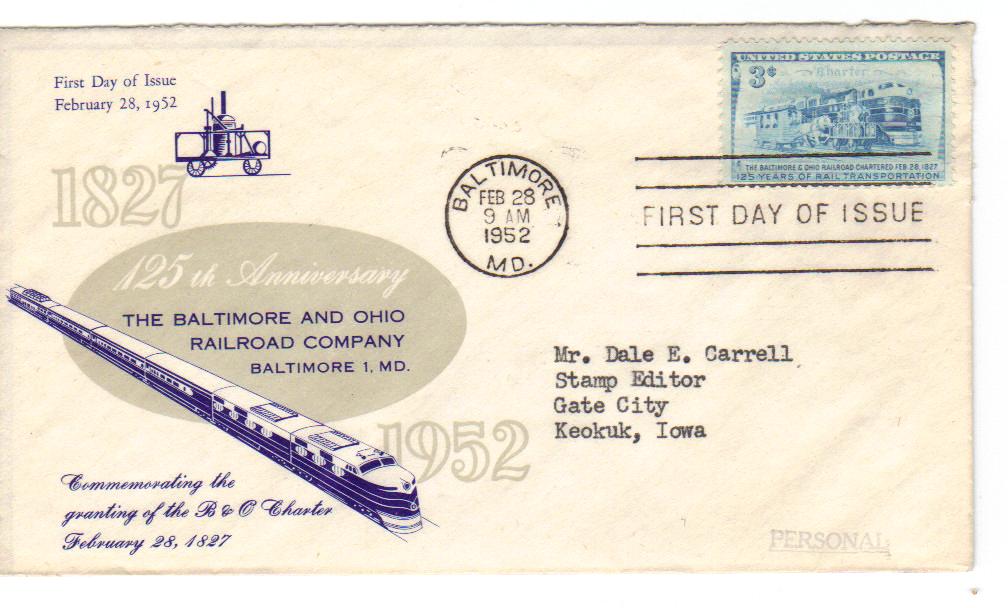 First Day of Issue
February 28, 1952
1827
125th Anniversary
THE BALTIMORE AND OHIO
RAILROAD COMPANY
BALTIMORE 1, MD.
1952
Commemorating the
granting of the B & O Charter
February 28, 1827
BALTIMORE
FEB 28
9 AM
1952
MD.
UNITED STATES POSTAGE
3¢
Charter
THE BALTIMORE & OHIO RAILROAD CHARTERED FEB 28, 1827
125 YEARS OF RAIL TRANSPORTATION
FIRST DAY OF ISSUE
Mr. Dale E. Carrell
Stamp Editor
Gate City
Keokuk, Iowa
PERSONAL